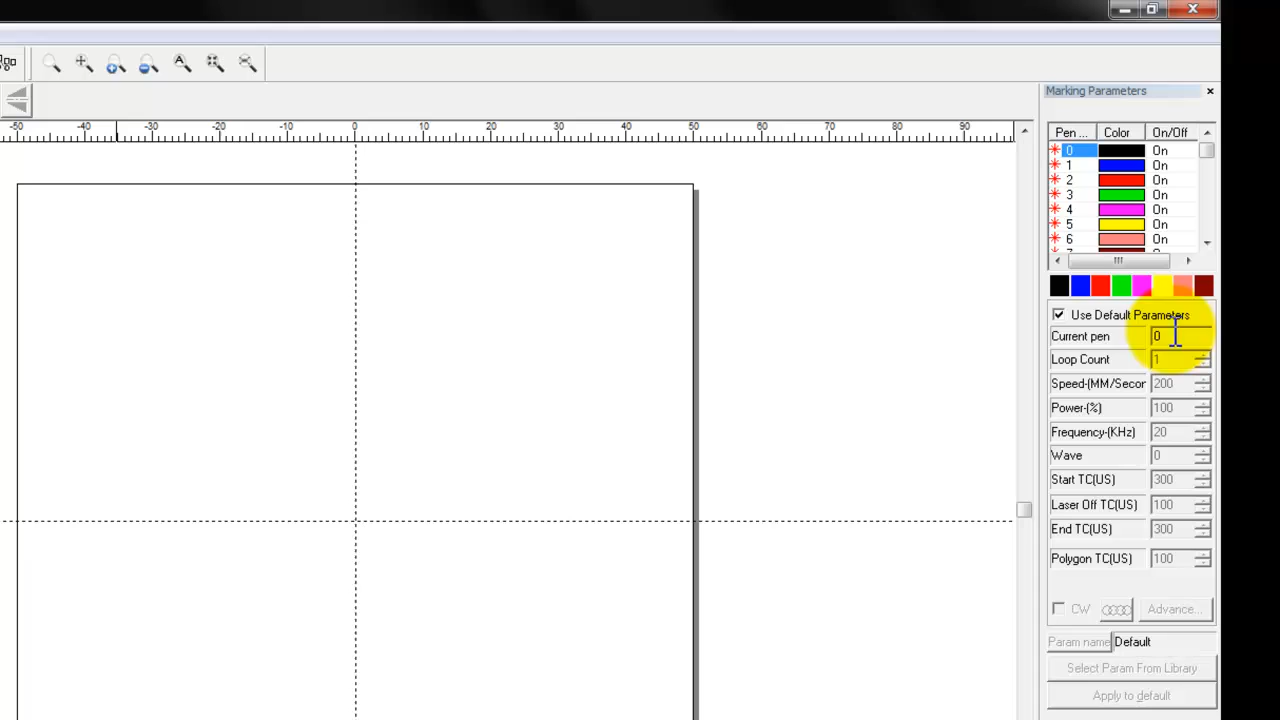 -50 -40 -30 -20 -10 0 10 20 30 40 50 60 70 80 90
Marking Parameters
Pen ... Color On/Off
0 On
1 On
2 On
3 On
4 On
5 On
6 On
Use Default Parameters
Current pen 0
Loop Count 1
Speed-(MM/Secor 200
Power-(%) 100
Frequency-(KHz) 20
Wave 0
Start TC(US) 300
Laser Off TC(US) 100
End TC(US) 300
Polygon TC(US) 100
CW Advance...
Param name Default
Select Param From Library
Apply to default